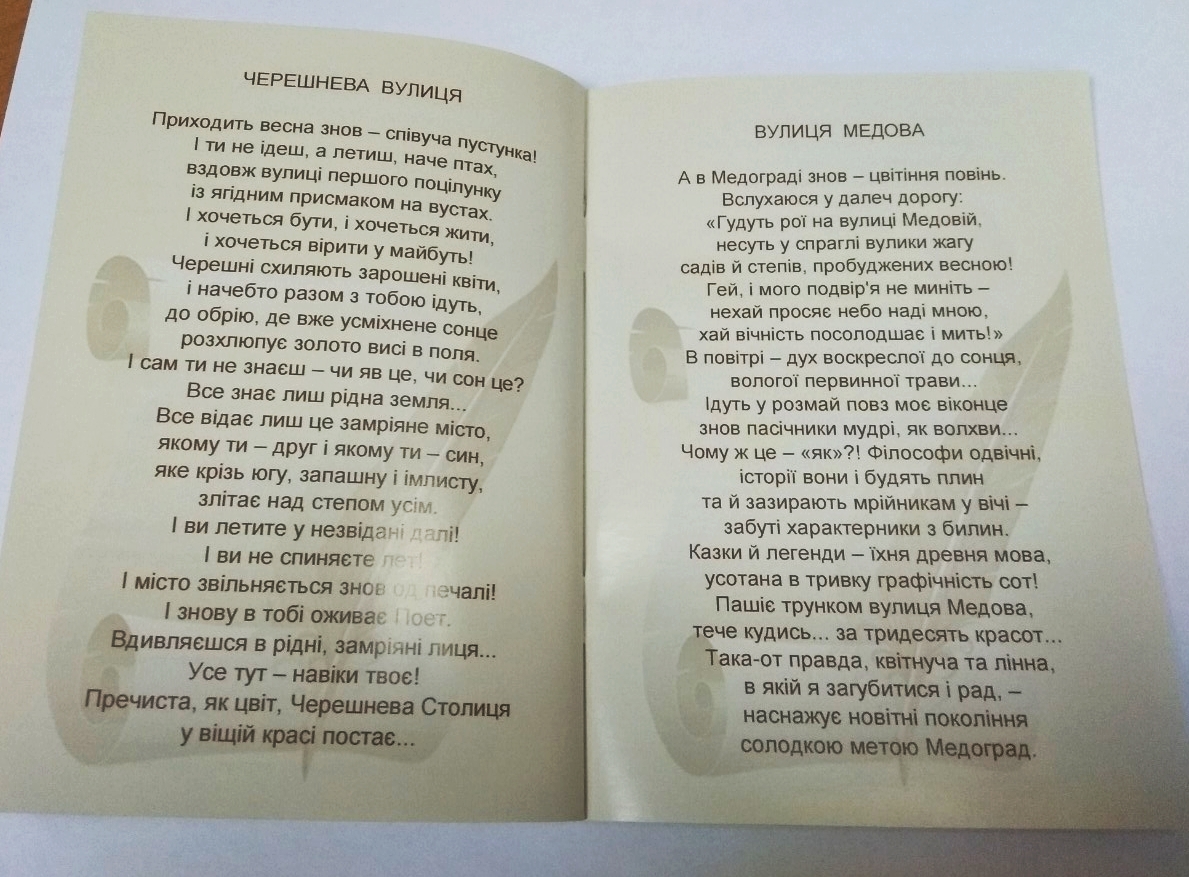 ЧЕРЕШНЕВА ВУЛИЦЯ
Приходить весна знов – співуча пустунка!
І ти не ідеш, а летиш, наче птах,
вздовж вулиці першого поцілунку
із ягідним присмаком на вустах.
І хочеться бути, і хочеться жити,
і хочеться вірити у майбуть!
Черешні схиляють зарошені квіти,
і начебто разом з тобою ідуть,
до обрію, де вже усміхнене сонце
розхлюпує золото висі в поля.
І сам ти не знаєш – чи яв це, чи сон це?
Все знає лиш рідна земля...
Все відає лиш це замріяне місто,
якому ти – друг і якому ти – син,
яке крізь югу, запашну і імлисту,
злітає над степом усім.
І ви летите у незвідані далі!
І ви не спиняєте лет!
І місто звільняється знов од печалі!
І знову в тобі оживає Поет.
Вдивляєшся в рідні, замріяні лиця...
Усе тут – навіки твоє!
Пречиста, як цвіт, Черешнева Столиця
у віщій красі постає...
ВУЛИЦЯ МЕДОВА
А в Медограді знов – цвітіння повінь.
Вслухаюся у далеч дорогу:
«Гудуть рої на вулиці Медовій,
несуть у спраглі вулики жагу
садів й степів, пробуджених весною!
Гей, і мого подвір'я не миніть –
нехай просяє небо наді мною,
хай вічність посолодшає і мить!»
В повітрі – дух воскреслої до сонця,
вологої первинної трави...
Ідуть у розмай повз моє віконце
знов пасічники мудрі, як волхви...
Чому ж це – «як»?! Філософи одвічні,
історії вони і будять плин
та й зазирають мрійникам у вічі –
забуті характерники з билин.
Казки й легенди – їхня древня мова,
усотана в тривку графічність сот!
Пашіє трунком вулиця Медова,
тече кудись... за тридесять красот...
Така-от правда, квітнуча та лінна,
в якій я загубитися і рад, –
наснажує новітні покоління
солодкою метою Медоград.